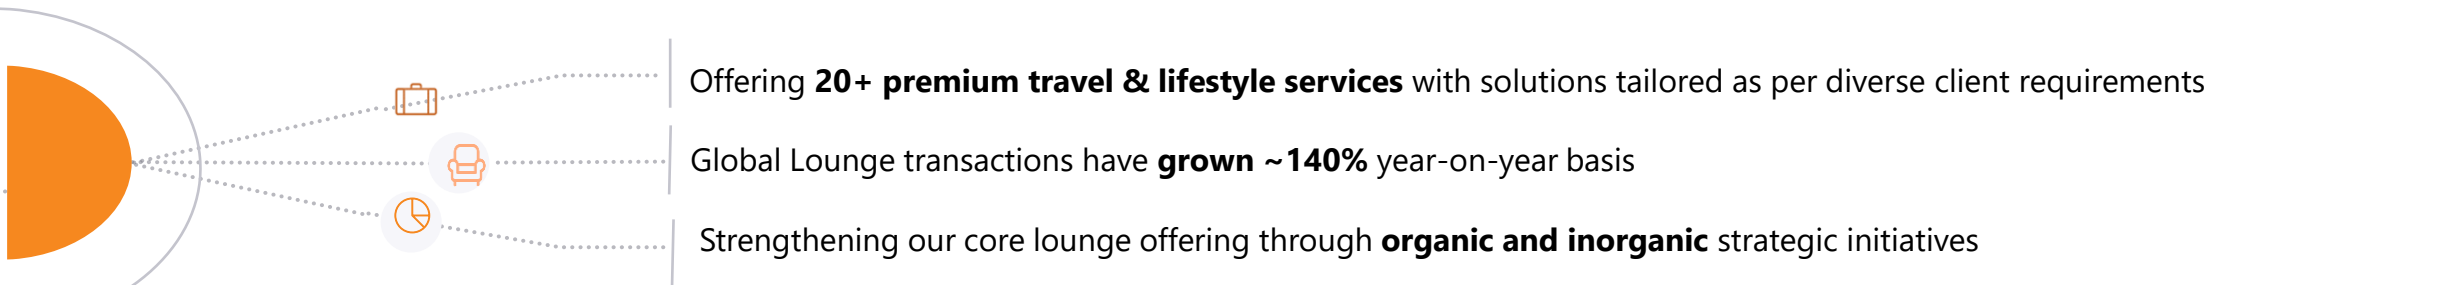 Offering 20+ premium travel & lifestyle services with solutions tailored as per diverse client requirements
Global Lounge transactions have grown ~140% year-on-year basis
Strengthening our core lounge offering through organic and inorganic strategic initiatives